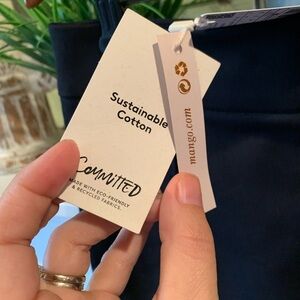 Sustainable
Cotton
Committed
MADE WITH ECO-FRIENDLY
& RECYCLED FABRICS.
mango.com